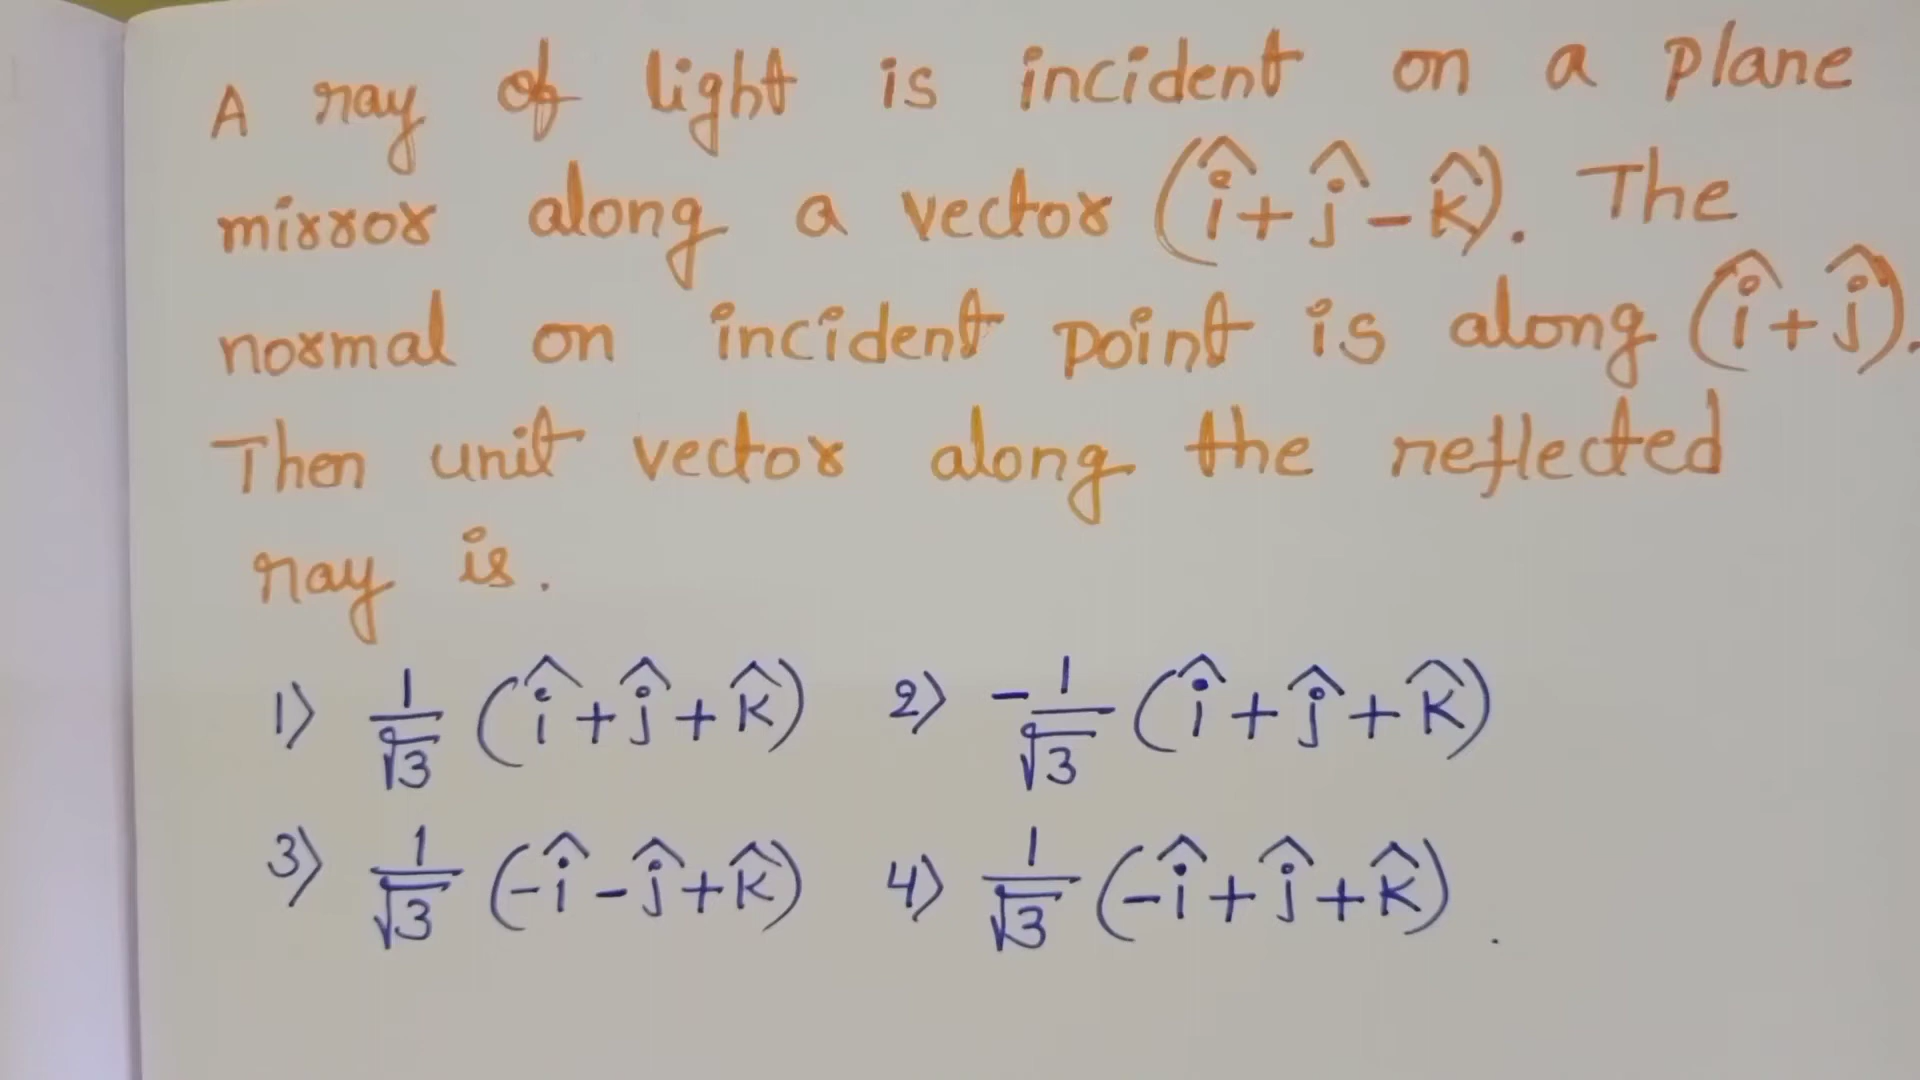 A ray of light is incident on a plane
mirror along a vector (î+ĵ-k̂). The
normal on incident point is along (î+ĵ).
Then unit vector along the reflected
ray is.
1) 1/√3 (î+ĵ+k̂) 2) -1/√3 (î+ĵ+k̂)
3) 1/√3 (-î-ĵ+k̂) 4) 1/√3 (-î+ĵ+k̂).